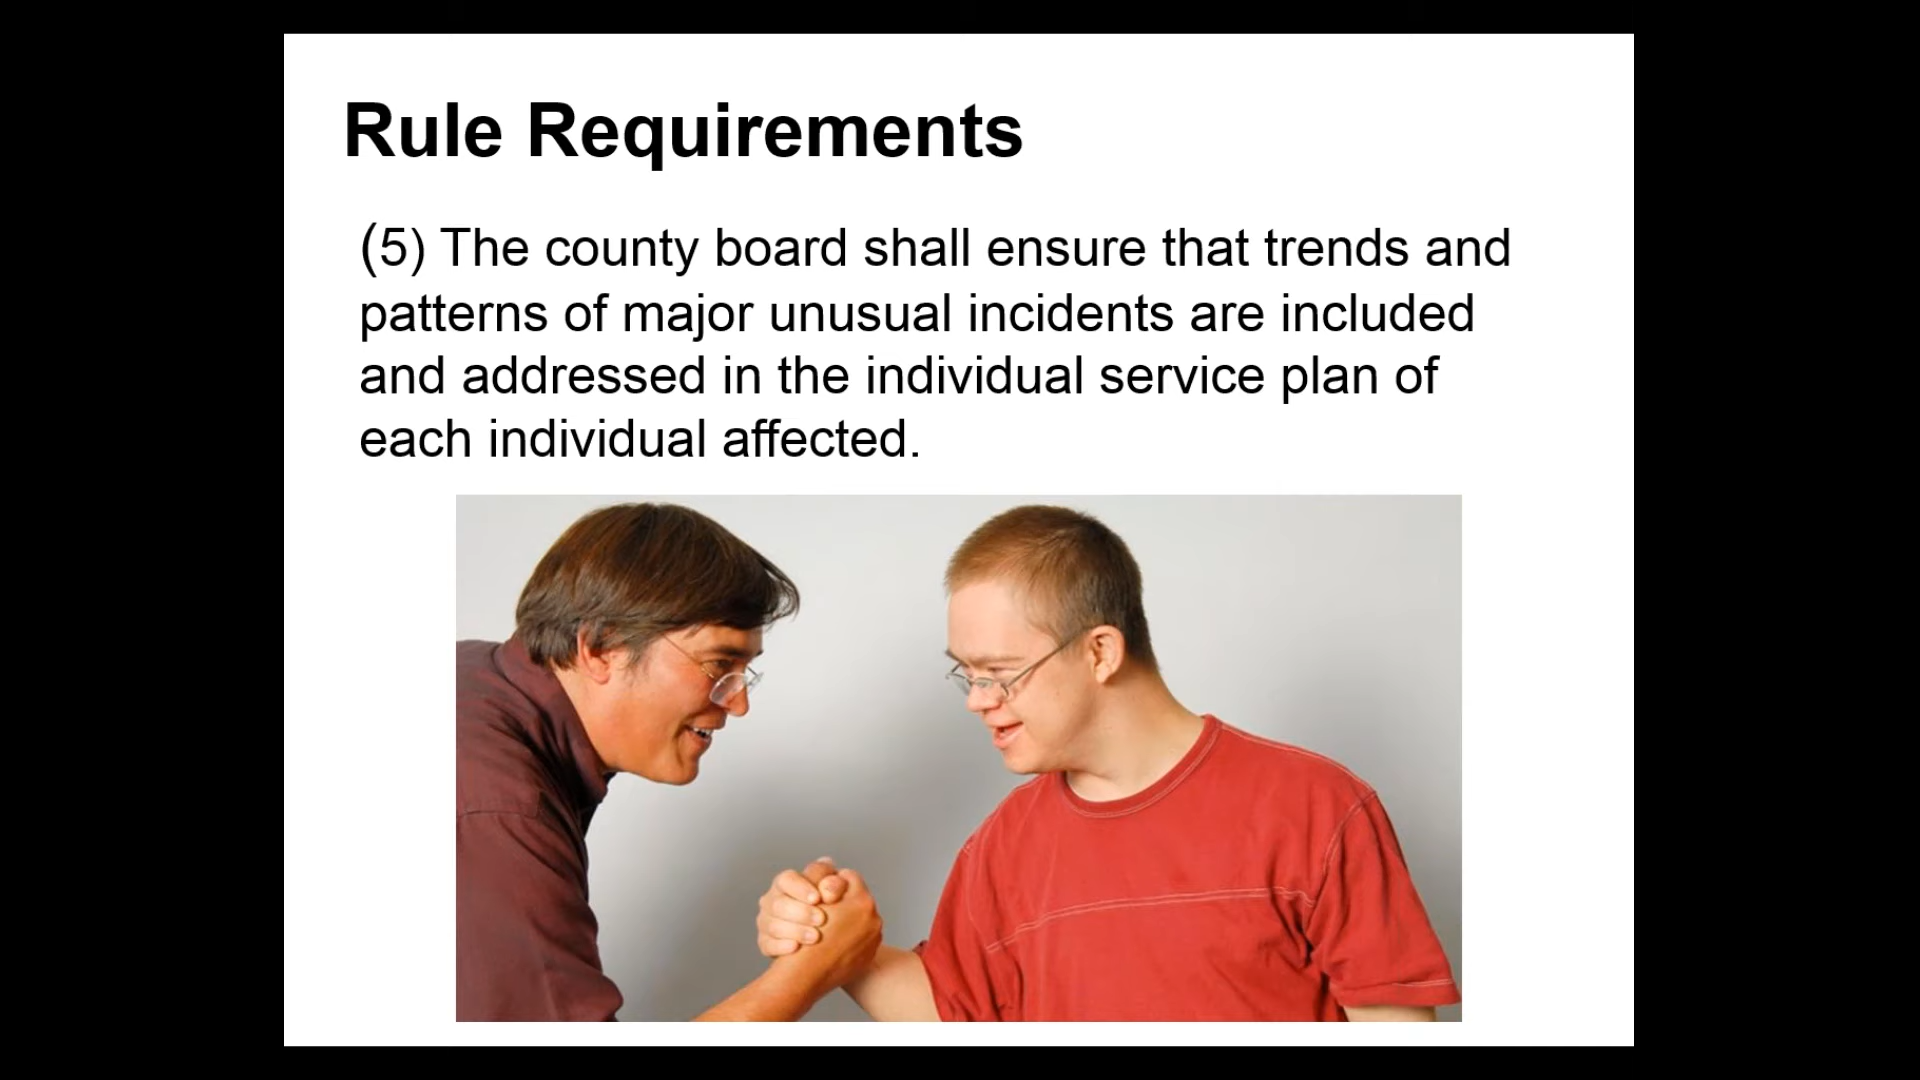 Rule Requirements
(5) The county board shall ensure that trends and
patterns of major unusual incidents are included
and addressed in the individual service plan of
each individual affected.